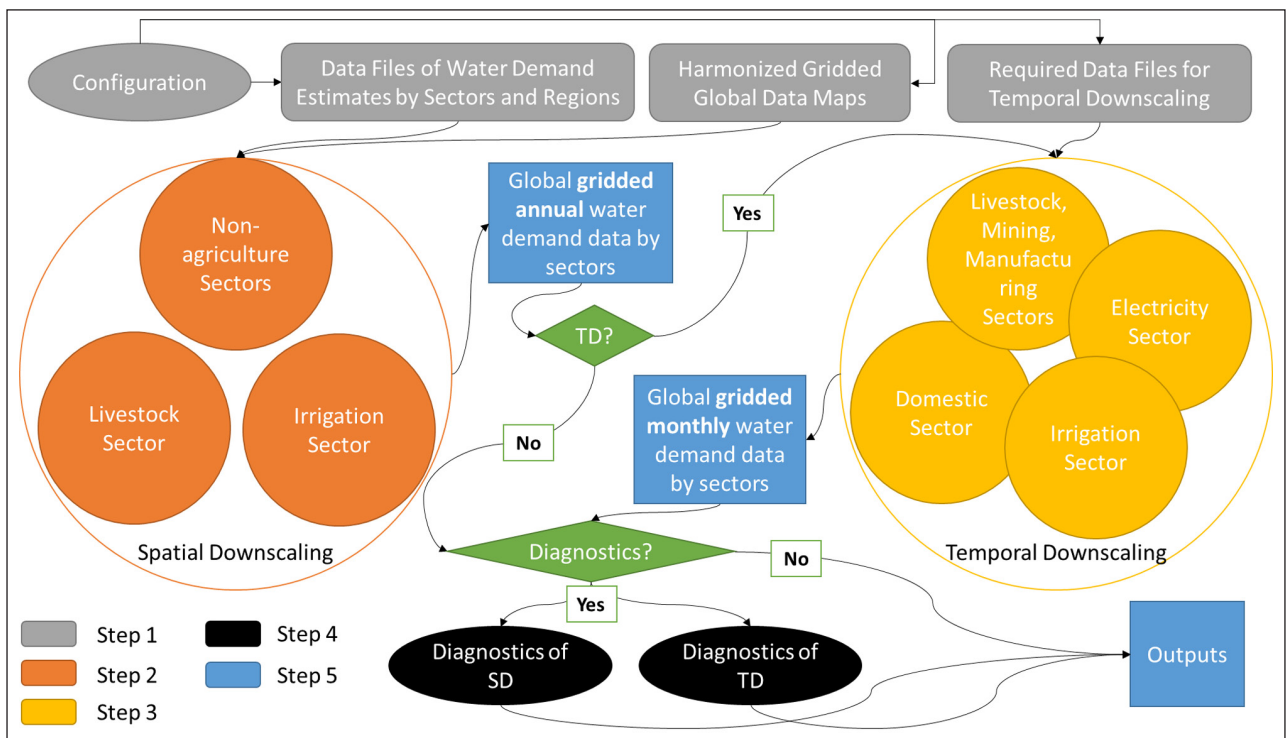 Configuration
Data Files of Water Demand
Estimates by Sectors and Regions
Harmonized Gridded
Global Data Maps
Required Data Files for
Temporal Downscaling
Non-
agriculture
Sectors
Livestock
Sector
Irrigation
Sector
Spatial Downscaling
Global gridded
annual water
demand data by
sectors
TD?
Yes
No
Global gridded
monthly water
demand data
by sectors
Livestock,
Mining,
Manufactu
ring
Sectors
Electricity
Sector
Domestic
Sector
Irrigation
Sector
Temporal Downscaling
Diagnostics?
No
Yes
Diagnostics of
SD
Diagnostics of
TD
Outputs
Step 1
Step 2
Step 3
Step 4
Step 5